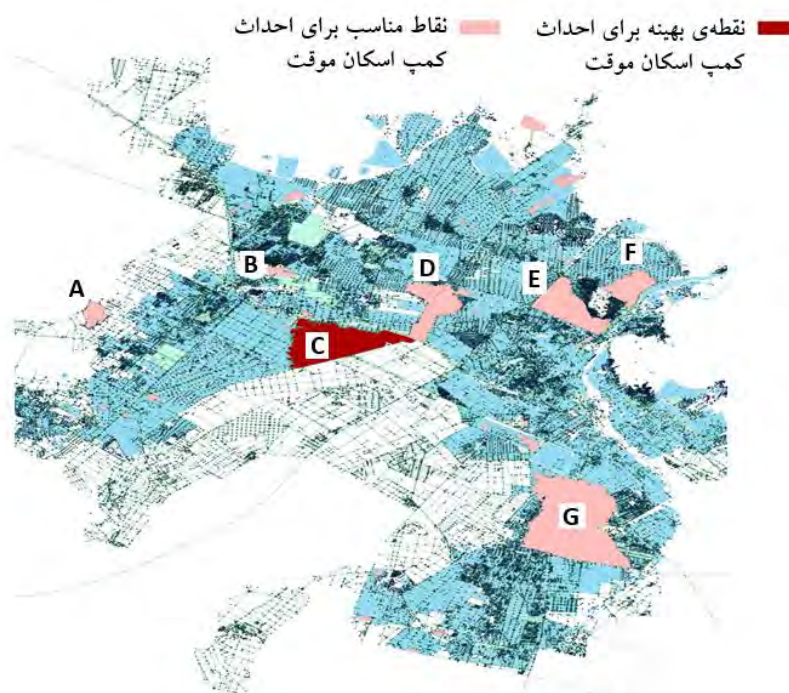 نقطه‌ی بهینه برای احداث
کمپ اسکان موقت
نقاط مناسب برای احداث
کمپ اسکان موقت
A
B
C
D
E
F
G